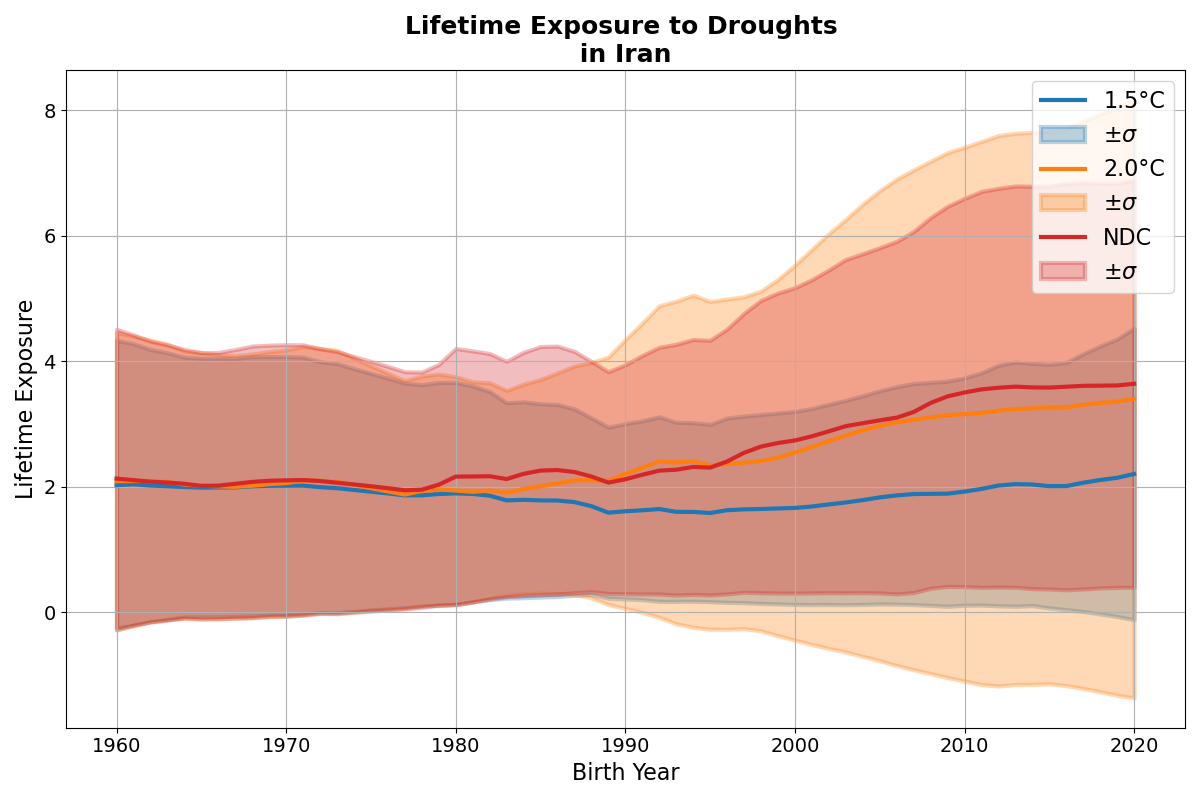 Lifetime Exposure to Droughts
in Iran
Lifetime Exposure
8
6
4
2
0
1960
1970
1980
1990
2000
2010
2020
Birth Year
1.5°C
±σ
2.0°C
±σ
NDC
±σ